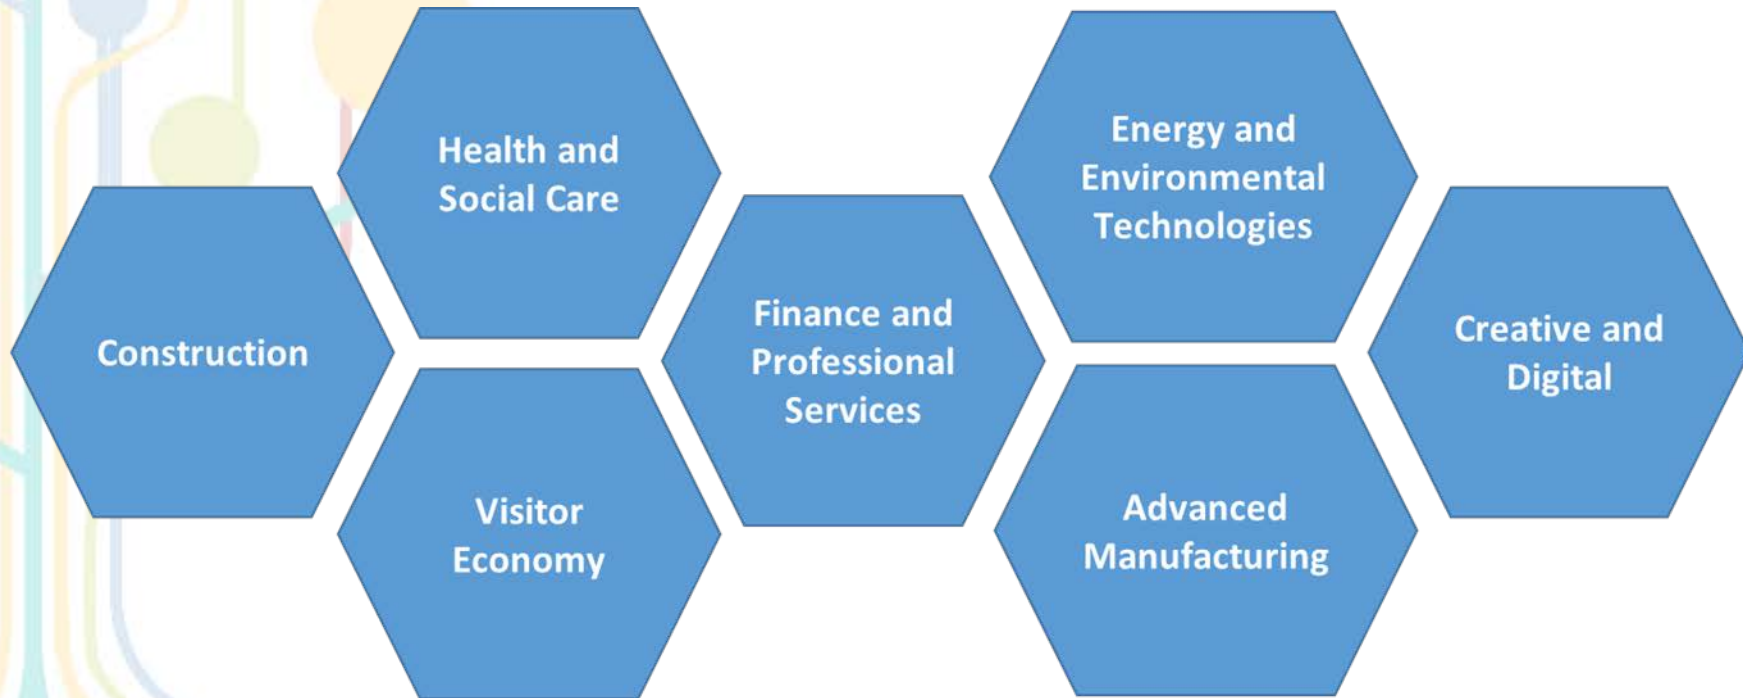 Construction
Health and
Social Care
Visitor
Economy
Finance and
Professional
Services
Energy and
Environmental
Technologies
Advanced
Manufacturing
Creative and
Digital